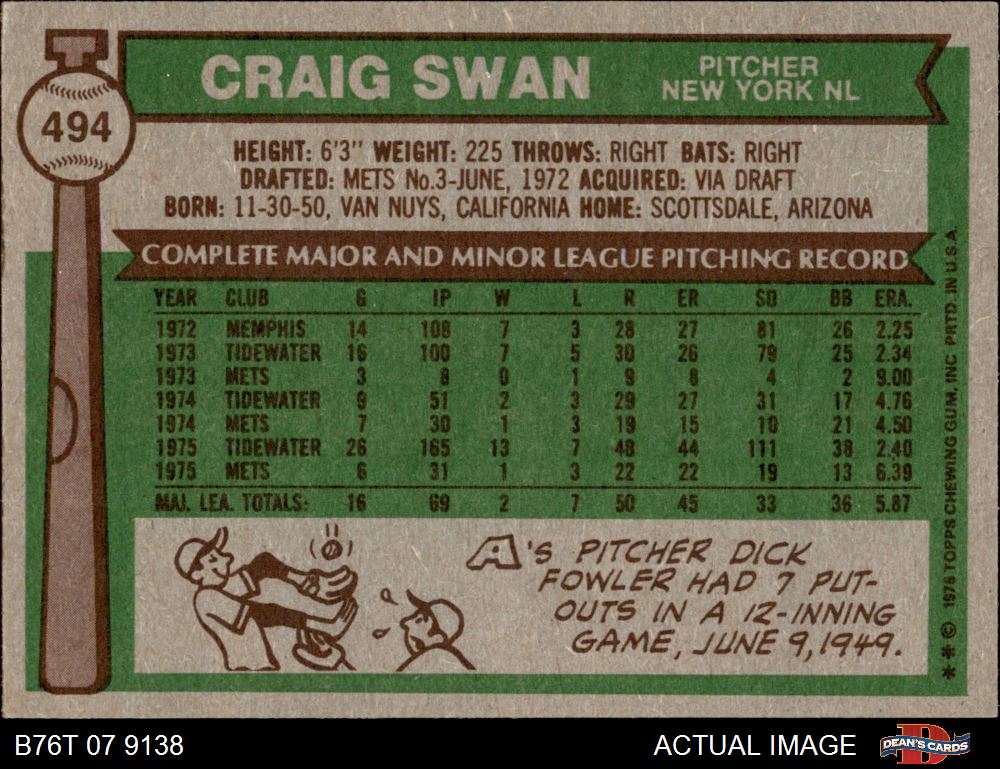 T
494
CRAIG SWAN
PITCHER
NEW YORK NL
HEIGHT: 6'3" WEIGHT: 225 THROWS: RIGHT BATS: RIGHT
DRAFTED: METS No.3-JUNE, 1972 ACQUIRED: VIA DRAFT
BORN: 11-30-50, VAN NUYS, CALIFORNIA HOME: SCOTTSDALE, ARIZONA
COMPLETE MAJOR AND MINOR LEAGUE PITCHING RECORD
YEAR CLUB G IP W L R ER SO BB ERA.
1972 MEMPHIS 14 108 7 3 28 27 81 26 2.25
1973 TIDEWATER 16 100 7 5 30 26 79 25 2.34
1973 METS 3 8 0 1 9 8 4 2 9.00
1974 TIDEWATER 9 51 2 3 29 27 31 17 4.76
1974 METS 7 30 1 3 19 15 10 21 4.50
1975 TIDEWATER 26 165 13 7 48 44 111 38 2.40
1975 METS 6 31 1 3 22 22 19 13 6.39
MAJ. LEA. TOTALS: 16 69 2 7 50 45 33 36 5.87
A'S PITCHER DICK
FOWLER HAD 7 PUT-
OUTS IN A 12-INNING
GAME, JUNE 9, 1949.
* * © 1976 TOPPS CHEWING GUM, INC PRTD. IN U.S.A.
B76T 07 9138
ACTUAL IMAGE
DEAN'S CARDS